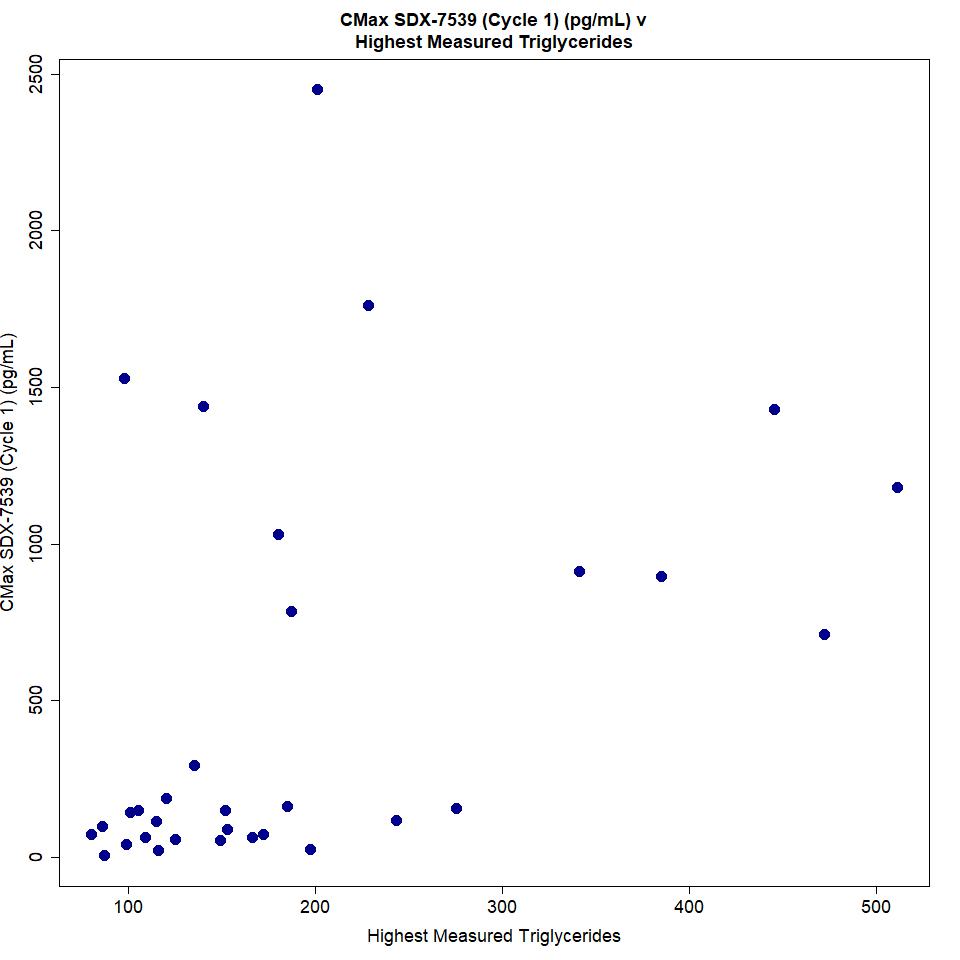 CMax SDX-7539 (Cycle 1) (pg/mL) v
Highest Measured Triglycerides
2500
2000
1500
1000
500
0
CMax SDX-7539 (Cycle 1) (pg/mL)
100 200 300 400 500
Highest Measured Triglycerides